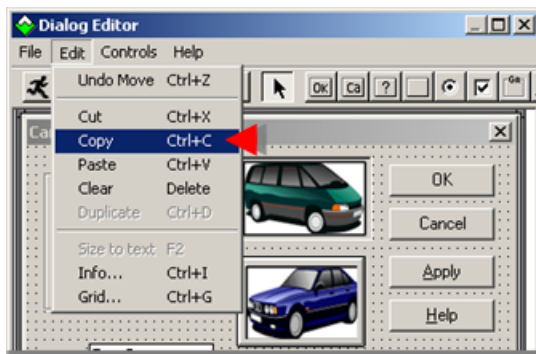 Dialog Editor
File Edit Controls Help
Undo Move Ctrl+Z
OK Ca ?
Cut Ctrl+X
Copy Ctrl+C
Paste Ctrl+V
Clear Delete
Duplicate Ctrl+D
Size to text F2
Info... Ctrl+I
Grid... Ctrl+G
OK
Cancel
Apply
Help